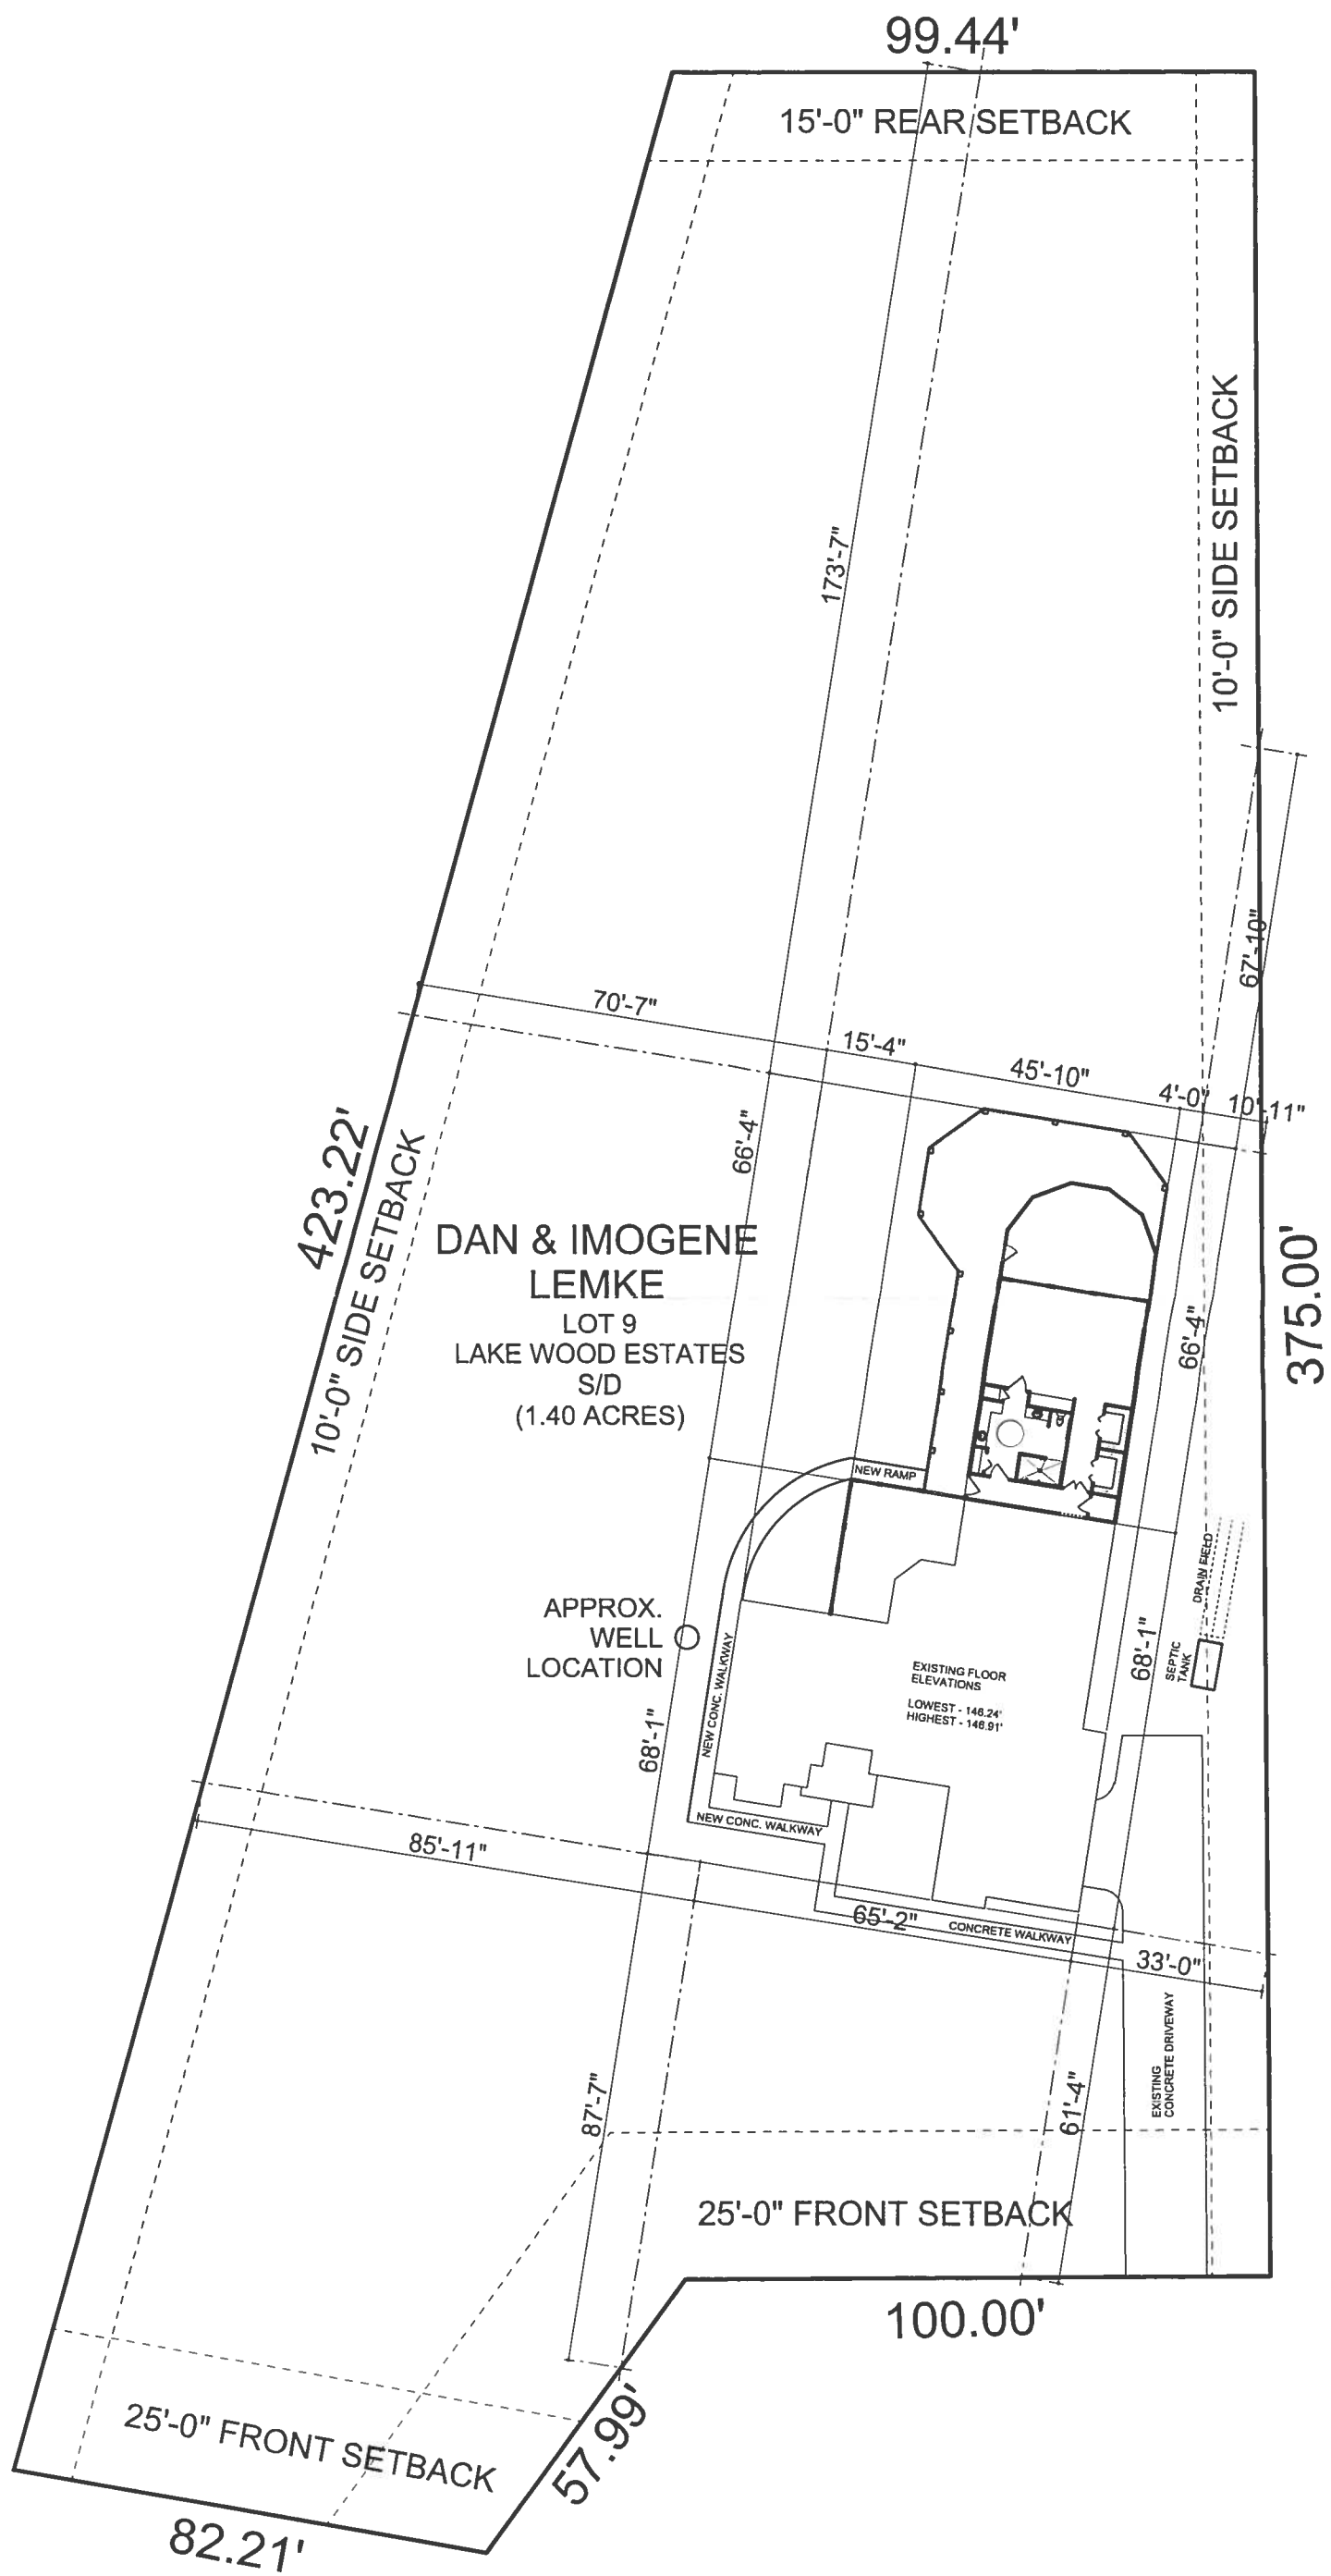 99.44'
15'-0" REAR SETBACK
10'-0" SIDE SETBACK
173'-7"
67'-10"
70'-7"
15'-4"
45'-10"
4'-0"
10'-11"
66'-4"
423.22'
10'-0" SIDE SETBACK
DAN & IMOGENE
LEMKE
LOT 9
LAKE WOOD ESTATES
S/D
(1.40 ACRES)
375.00'
66'-4"
NEW RAMP
DRAIN FIELD
APPROX.
WELL
LOCATION
NEW CONC. WALKWAY
EXISTING FLOOR
ELEVATIONS
LOWEST - 146.24'
HIGHEST - 146.91'
68'-1"
SEPTIC
TANK
68'-1"
NEW CONC. WALKWAY
85'-11"
65'-2"
CONCRETE WALKWAY
33'-0"
EXISTING
CONCRETE DRIVEWAY
87'-7"
61'-4"
25'-0" FRONT SETBACK
100.00'
57.99'
25'-0" FRONT SETBACK
82.21'